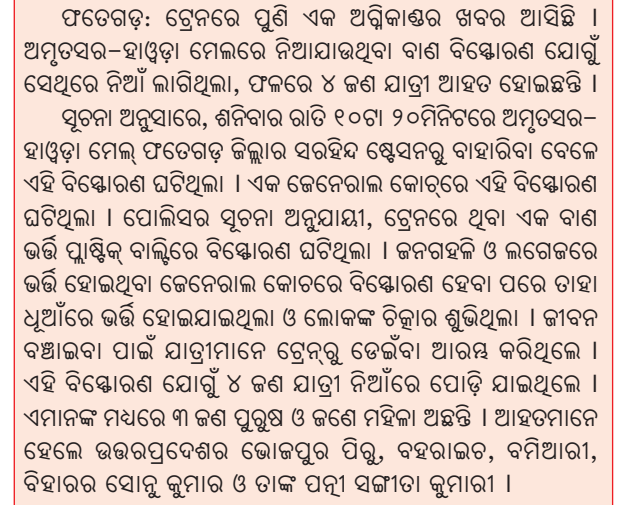 ଫତେଗଡ଼: ଟ୍ରେନରେ ପୁଣି ଏକ ଅଗ୍ନିକାଣ୍ଡର ଖବର ଆସିଛି ।
ଅମୃତସର-ହାଓ୍ୱଡ଼ା ମେଲରେ ନିଆଯାଉଥିବା ବାଣ ବିସ୍ଫୋରଣ ଯୋଗୁଁ
ସେଥିରେ ନିଆଁ ଲାଗିଥିଲା, ଫଳରେ ୪ ଜଣ ଯାତ୍ରୀ ଆହତ ହୋଇଛନ୍ତି ।
ସୂଚନା ଅନୁସାରେ, ଶନିବାର ରାତି ୧୦ଟା ୨୦ମିନିଟରେ ଅମୃତସର-
ହାଓ୍ୱଡ଼ା ମେଲ୍ ଫତେଗଡ଼ ଜିଲ୍ଲାର ସରହିନ୍ଦ ଷ୍ଟେସନରୁ ବାହାରିବା ବେଳେ
ଏହି ବିସ୍ଫୋରଣ ଘଟିଥିଲା । ଏକ ଜେନେରାଲ କୋଚ୍‌ରେ ଏହି ବିସ୍ଫୋରଣ
ଘଟିଥିଲା । ପୋଲିସର ସୂଚନା ଅନୁଯାୟୀ, ଟ୍ରେନରେ ଥିବା ଏକ ବାଣ
ଭର୍ତ୍ତି ପ୍ଲାଷ୍ଟିକ୍ ବାଲ୍ଟିରେ ବିସ୍ଫୋରଣ ଘଟିଥିଲା । ଜନଗହଳି ଓ ଲଗେଜରେ
ଭର୍ତ୍ତି ହୋଇଥିବା ଜେନେରାଲ କୋଚରେ ବିସ୍ଫୋରଣ ହେବା ପରେ ତାହା
ଧୂଆଁରେ ଭର୍ତ୍ତି ହୋଇଯାଇଥିଲା ଓ ଲୋକଙ୍କ ଚିତ୍କାର ଶୁଭିଥିଲା । ଜୀବନ
ବଞ୍ଚାଇବା ପାଇଁ ଯାତ୍ରୀମାନେ ଟ୍ରେନ୍‌ରୁ ଡେଇଁବା ଆରମ୍ଭ କରିଥିଲେ ।
ଏହି ବିସ୍ଫୋରଣ ଯୋଗୁଁ ୪ ଜଣ ଯାତ୍ରୀ ନିଆଁରେ ପୋଡ଼ି ଯାଇଥିଲେ ।
ଏମାନଙ୍କ ମଧ୍ୟରେ ୩ ଜଣ ପୁରୁଷ ଓ ଜଣେ ମହିଳା ଅଛନ୍ତି । ଆହତମାନେ
ହେଲେ ଉତ୍ତରପ୍ରଦେଶର ଭୋଜପୁର ପିରୁ, ବହରାଇଚ, ବମିଆରୀ,
ବିହାରର ସୋନୁ କୁମାର ଓ ତାଙ୍କ ପତ୍ନୀ ସଙ୍ଗୀତା କୁମାରୀ ।